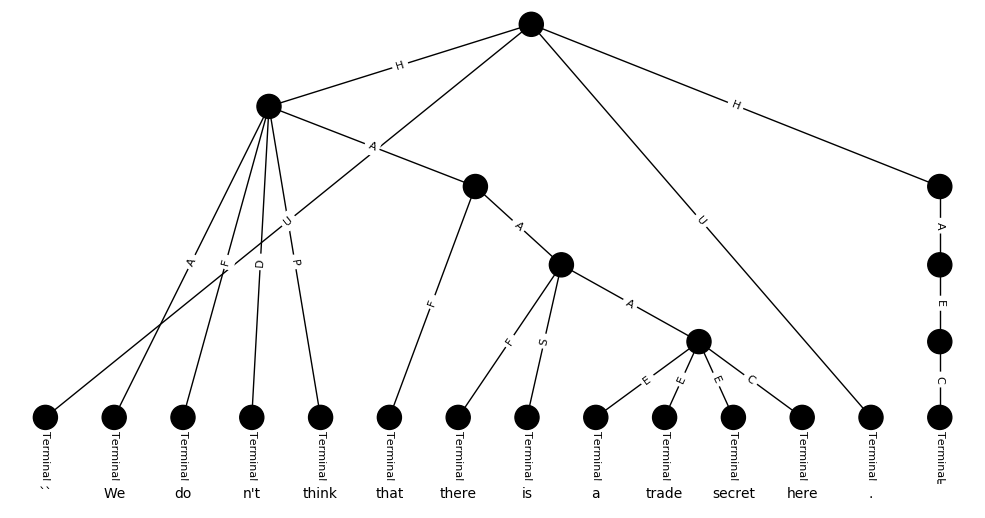 H
H
A
U
A
F
D
P
U
A
A
F
A
E
F
S
E
E
E
C
C
Terminal Terminal Terminal Terminal Terminal Terminal Terminal Terminal Terminal Terminal Terminal Terminal Terminal Terminal
We do n't think that there is a trade secret here .